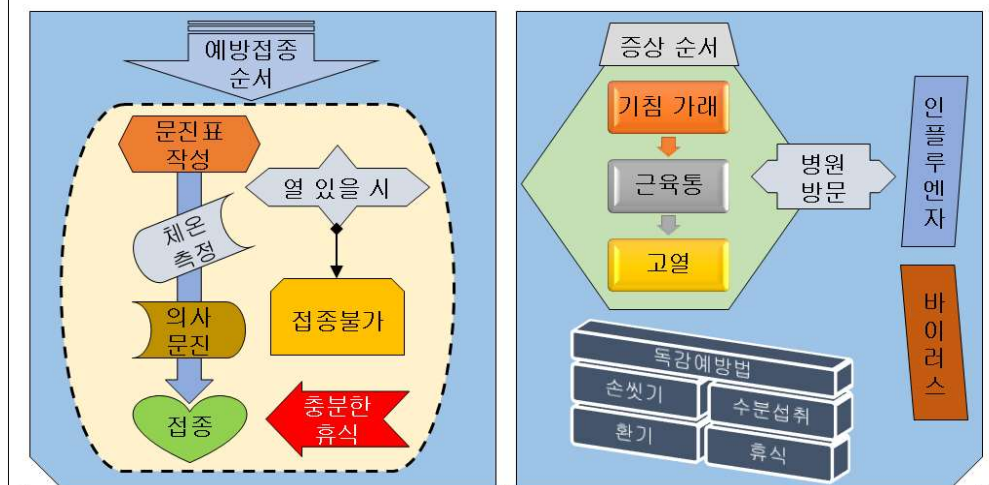 예방접종
순서
문진표
작성
체온
측정
의사
문진
접종
열 있을 시
접종불가
충분한
휴식
증상 순서
기침 가래
근육통
고열
병원
방문
인플루엔자
바이러스
독감예방법
손씻기
수분섭취
환기
휴식